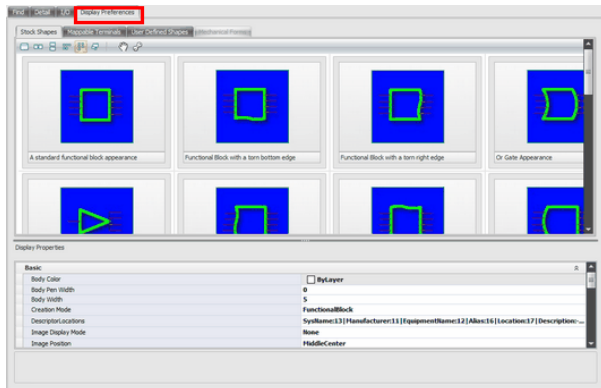 Find Detail I/O Display Preferences
Stock Shapes Mappable Terminals User Defined Shapes
A standard functional block appearance
Functional Block with a torn bottom edge
Functional Block with a torn right edge
Or Gate Appearance
Display Properties
Basic
Body Color ByLayer
Body Pen Width 0
Body Width 5
Creation Mode FunctionalBlock
DescriptorLocations SysName:13|Manufacturer:11|EquipmentName:12|Alias:16|Location:17|Description:-...
Image Display Mode None
Image Position MiddleCenter